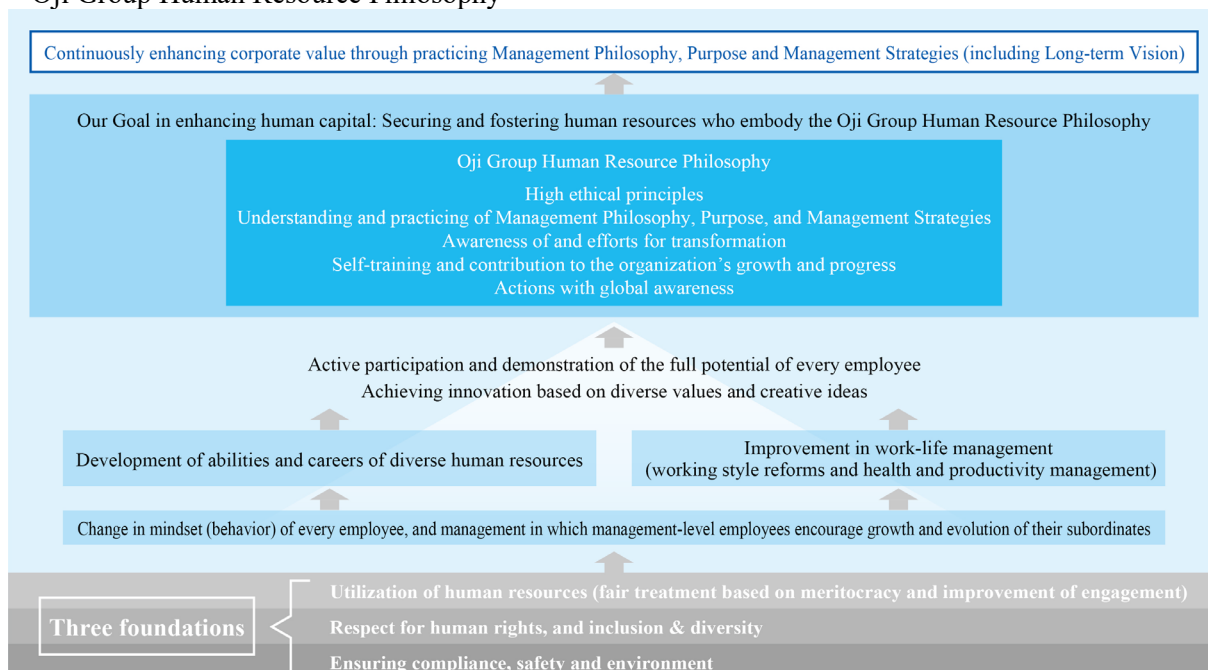 Oji Group Human Resource Philosophy
Continuously enhancing corporate value through practicing Management Philosophy, Purpose and Management Strategies (including Long-term Vision)
Our Goal in enhancing human capital: Securing and fostering human resources who embody the Oji Group Human Resource Philosophy
Oji Group Human Resource Philosophy
High ethical principles
Understanding and practicing of Management Philosophy, Purpose, and Management Strategies
Awareness of and efforts for transformation
Self-training and contribution to the organization’s growth and progress
Actions with global awareness
Active participation and demonstration of the full potential of every employee
Achieving innovation based on diverse values and creative ideas
Development of abilities and careers of diverse human resources
Improvement in work-life management
(working style reforms and health and productivity management)
Change in mindset (behavior) of every employee, and management in which management-level employees encourage growth and evolution of their subordinates
Three foundations
Utilization of human resources (fair treatment based on meritocracy and improvement of engagement)
Respect for human rights, and inclusion & diversity
Ensuring compliance, safety and environment